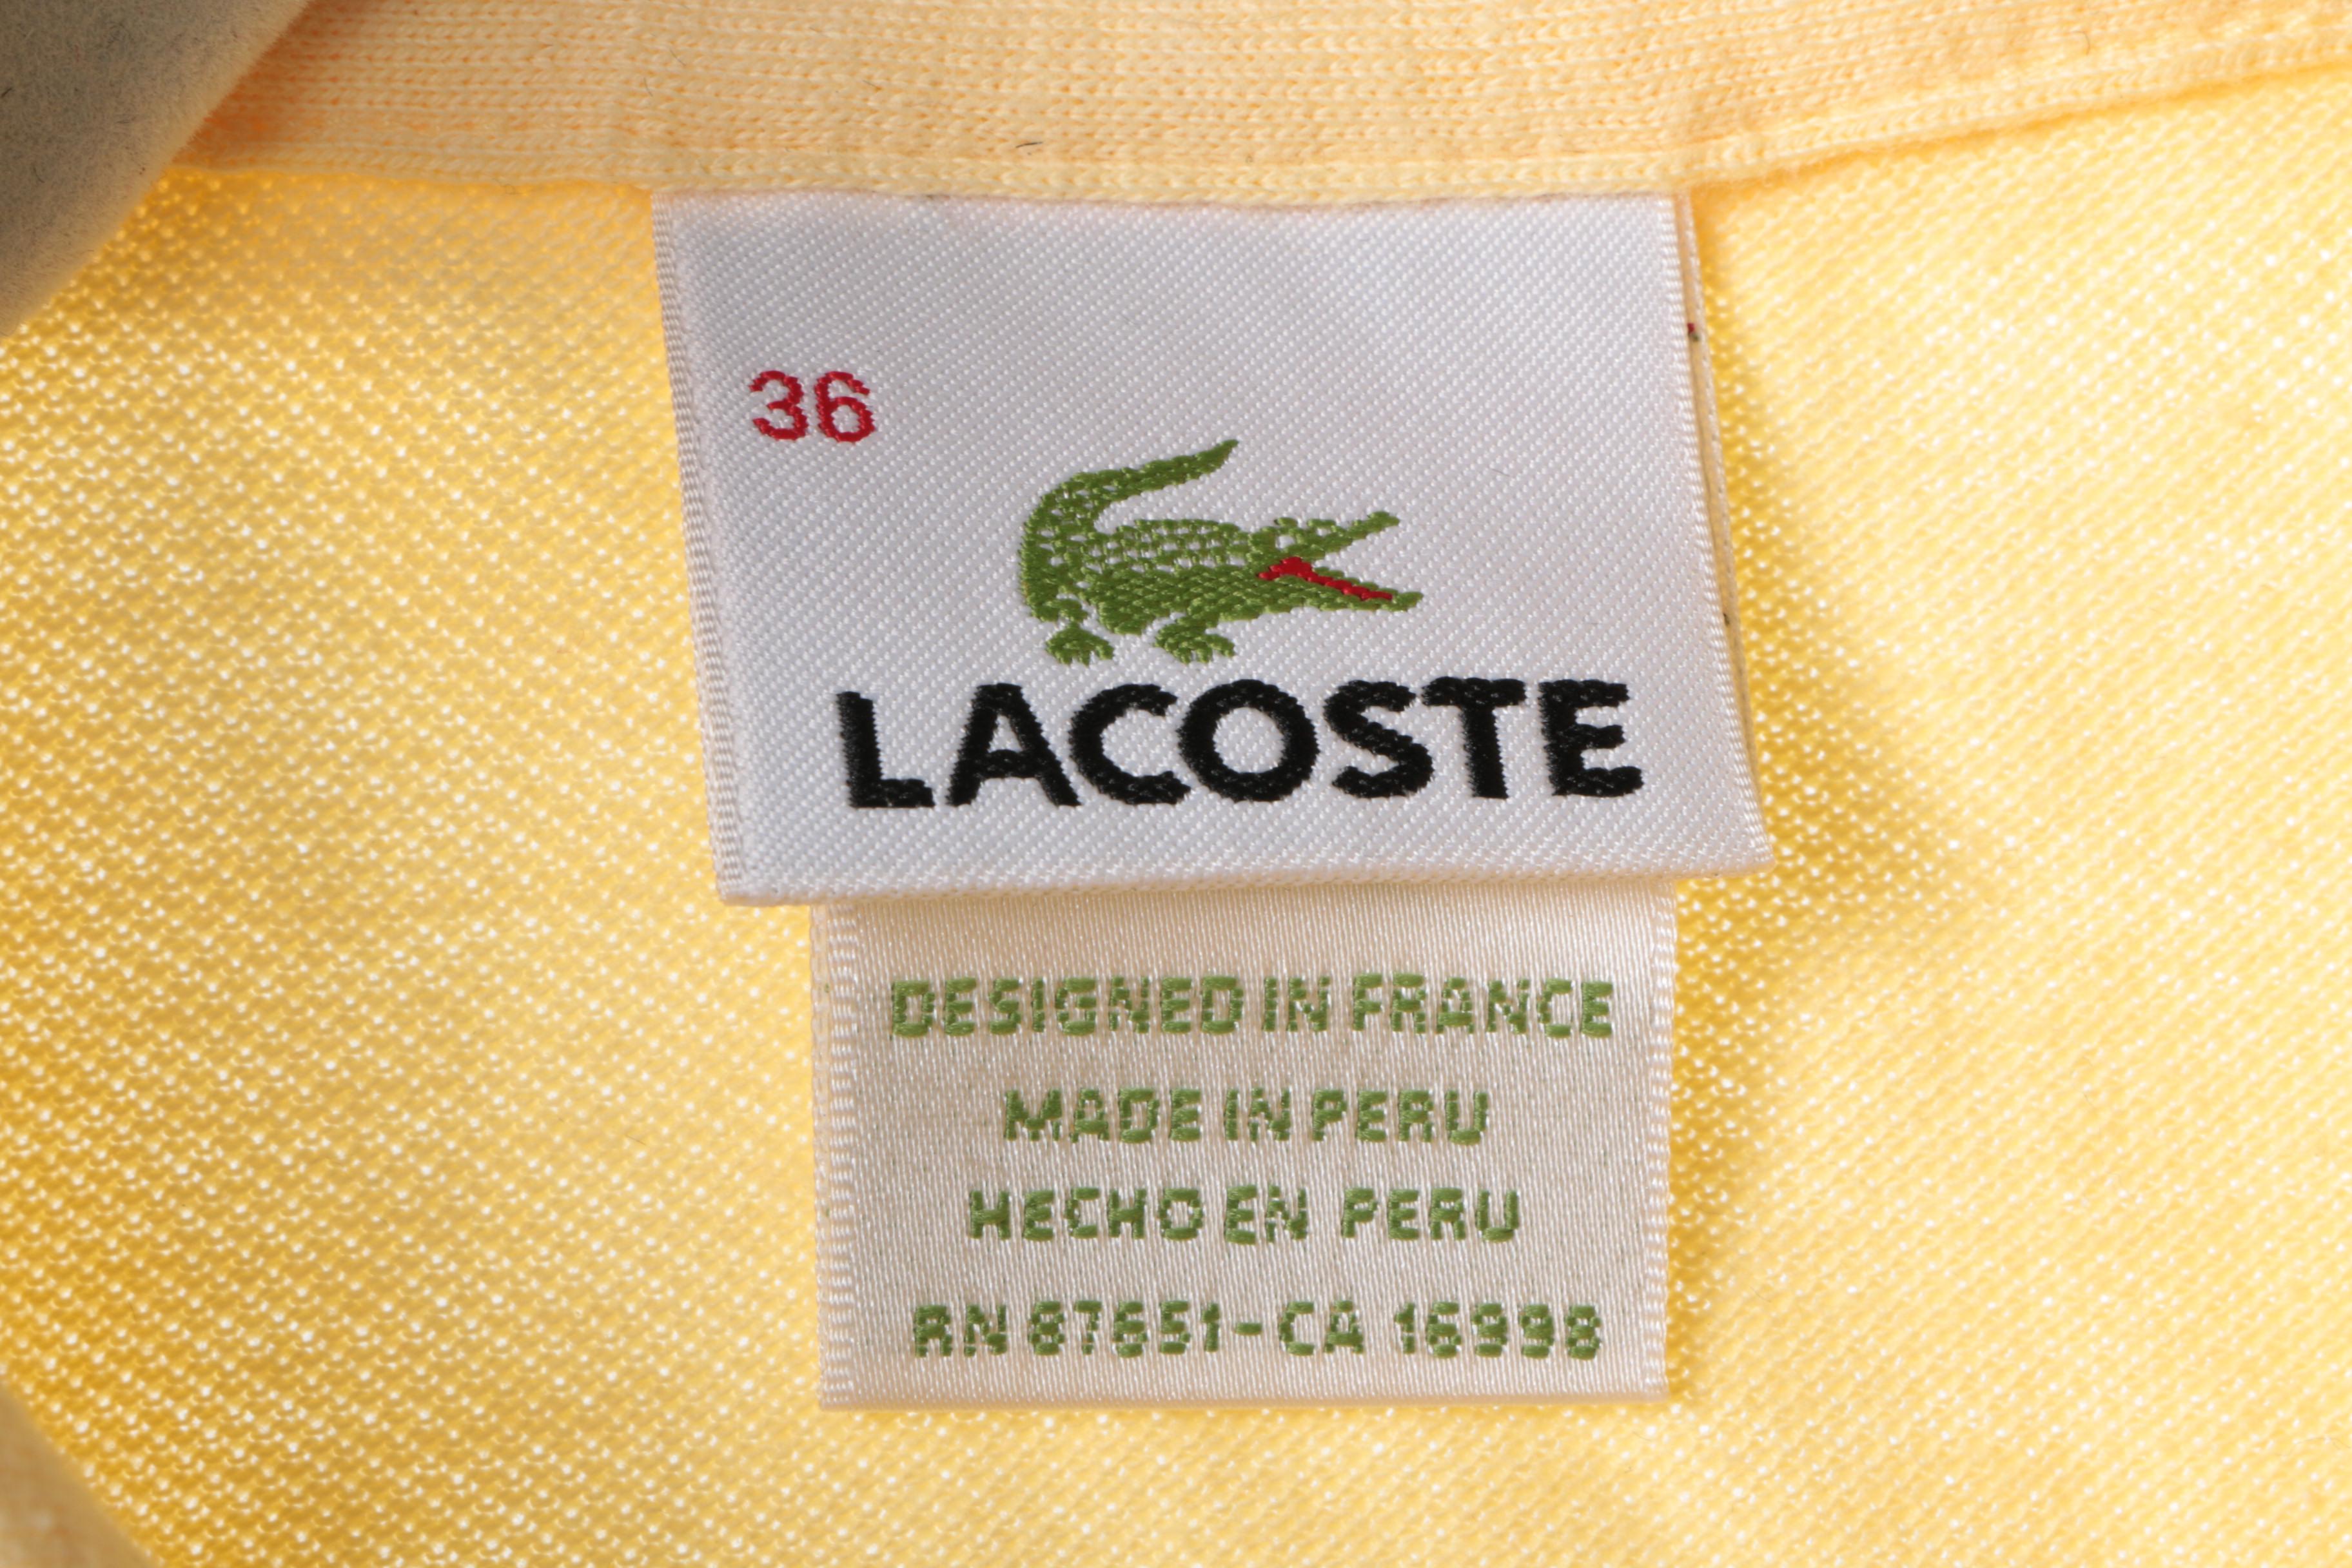 36
LACOSTE
DESIGNED IN FRANCE
MADE IN PERU
HECHO EN PERU
RN 87651-CA 16998